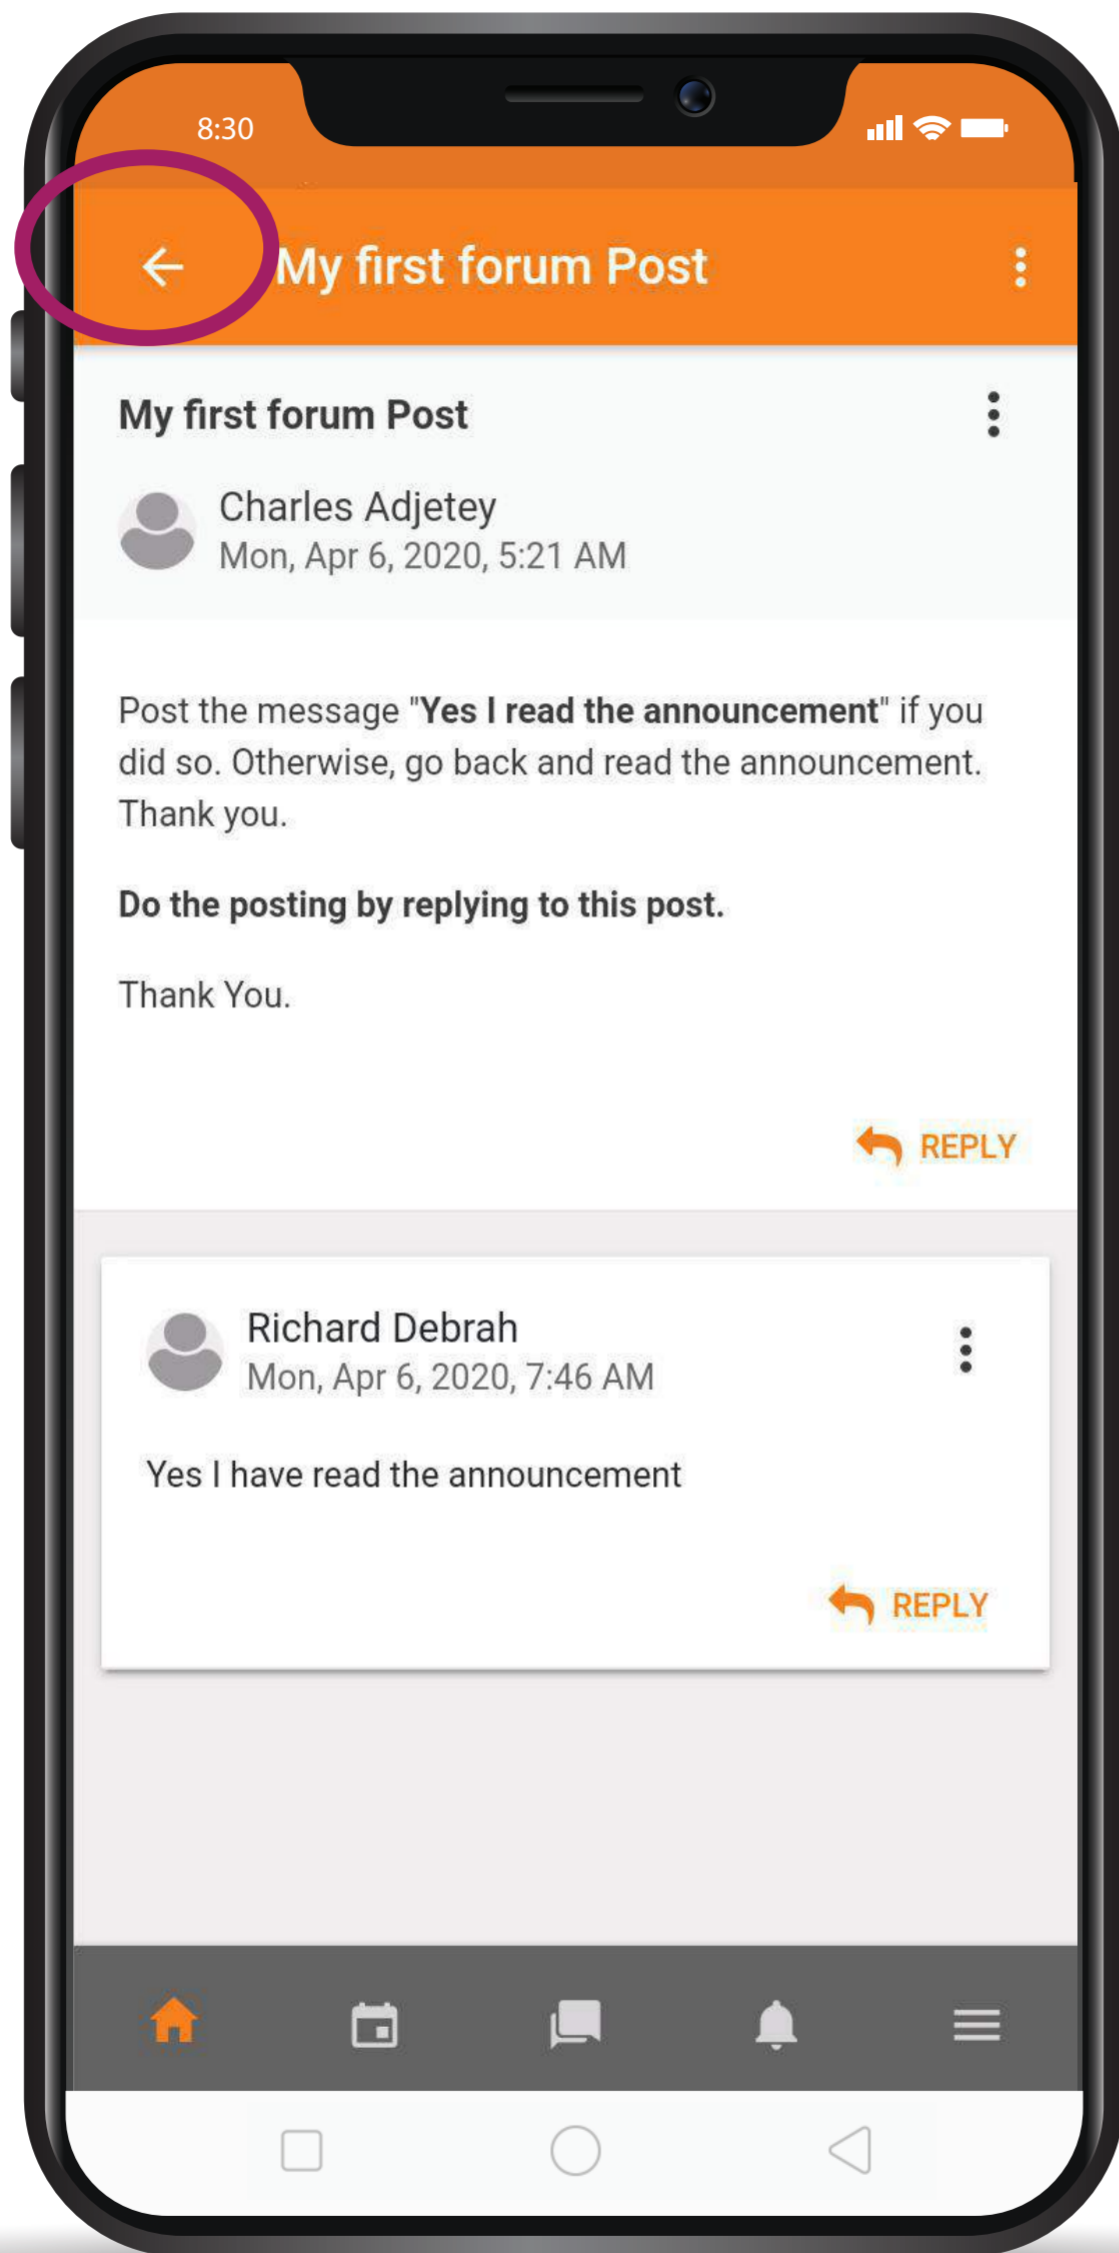 8:30
My first forum Post
My first forum Post
Charles Adjetey
Mon, Apr 6, 2020, 5:21 AM
Post the message "Yes I read the announcement" if you
did so. Otherwise, go back and read the announcement.
Thank you.
Do the posting by replying to this post.
Thank You.
REPLY
Richard Debrah
Mon, Apr 6, 2020, 7:46 AM
Yes I have read the announcement
REPLY